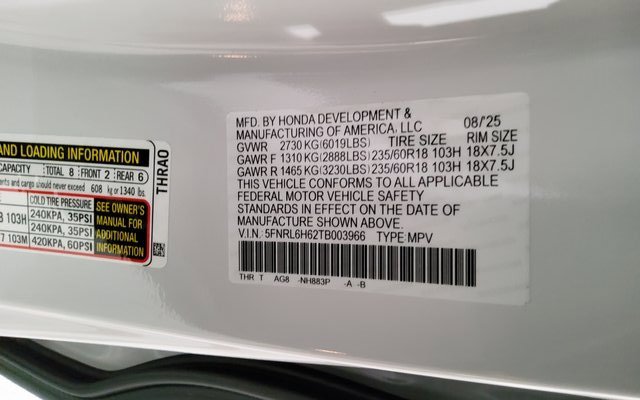 AND LOADING INFORMATION
CAPACITY TOTAL 8 FRONT 2 REAR 6
ents and cargo should never exceed 608 kg or 1340 lbs.
COLD TIRE PRESSURE
SEE OWNER'S MANUAL FOR ADDITIONAL INFORMATION
103H 240KPA, 35PSI
240KPA, 35PSI
7 103M 420KPA, 60PSI
THRAO
MFD. BY HONDA DEVELOPMENT & 08/'25
MANUFACTURING OF AMERICA, LLC
GVWR 2730 KG(6019LBS) TIRE SIZE RIM SIZE
GAWR F 1310 KG(2888LBS) 235/60R18 103H 18X7.5J
GAWR R 1465 KG(3230LBS) 235/60R18 103H 18X7.5J
THIS VEHICLE CONFORMS TO ALL APPLICABLE
FEDERAL MOTOR VEHICLE SAFETY
STANDARDS IN EFFECT ON THE DATE OF
MANUFACTURE SHOWN ABOVE.
V.I.N.: 5FNRL6H62TB003966 TYPE MPV
THR T AG8 -NH883P -A -B